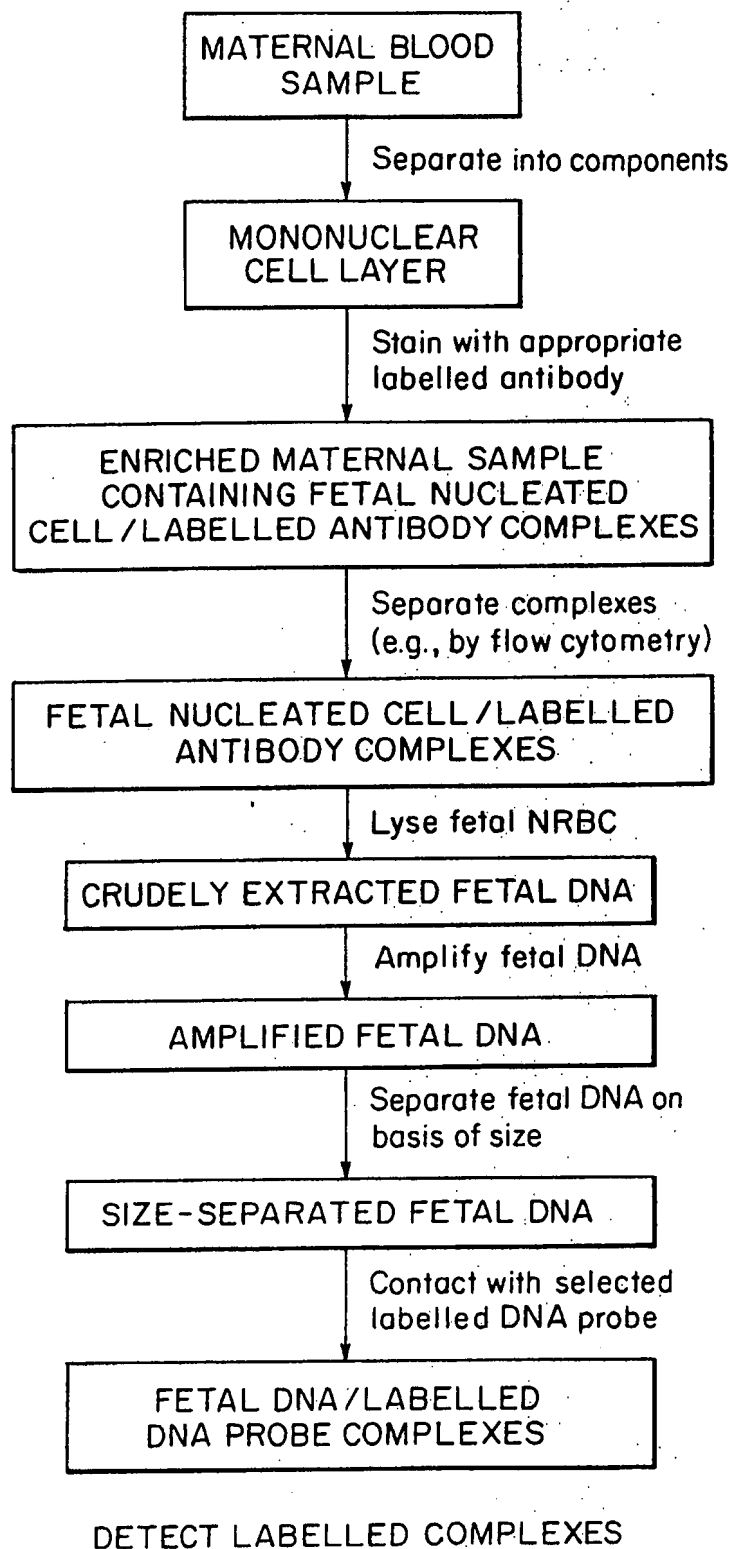 MATERNAL BLOOD
SAMPLE
Separate into components
MONONUCLEAR
CELL LAYER
Stain with appropriate
labelled antibody
ENRICHED MATERNAL SAMPLE
CONTAINING FETAL NUCLEATED
CELL/LABELLED ANTIBODY COMPLEXES
Separate complexes
(e.g., by flow cytometry)
FETAL NUCLEATED CELL/LABELLED
ANTIBODY COMPLEXES
Lyse fetal NRBC
CRUDELY EXTRACTED FETAL DNA
Amplify fetal DNA
AMPLIFIED FETAL DNA
Separate fetal DNA on
basis of size
SIZE-SEPARATED FETAL DNA
Contact with selected
labelled DNA probe
FETAL DNA/LABELLED
DNA PROBE COMPLEXES
DETECT LABELLED COMPLEXES